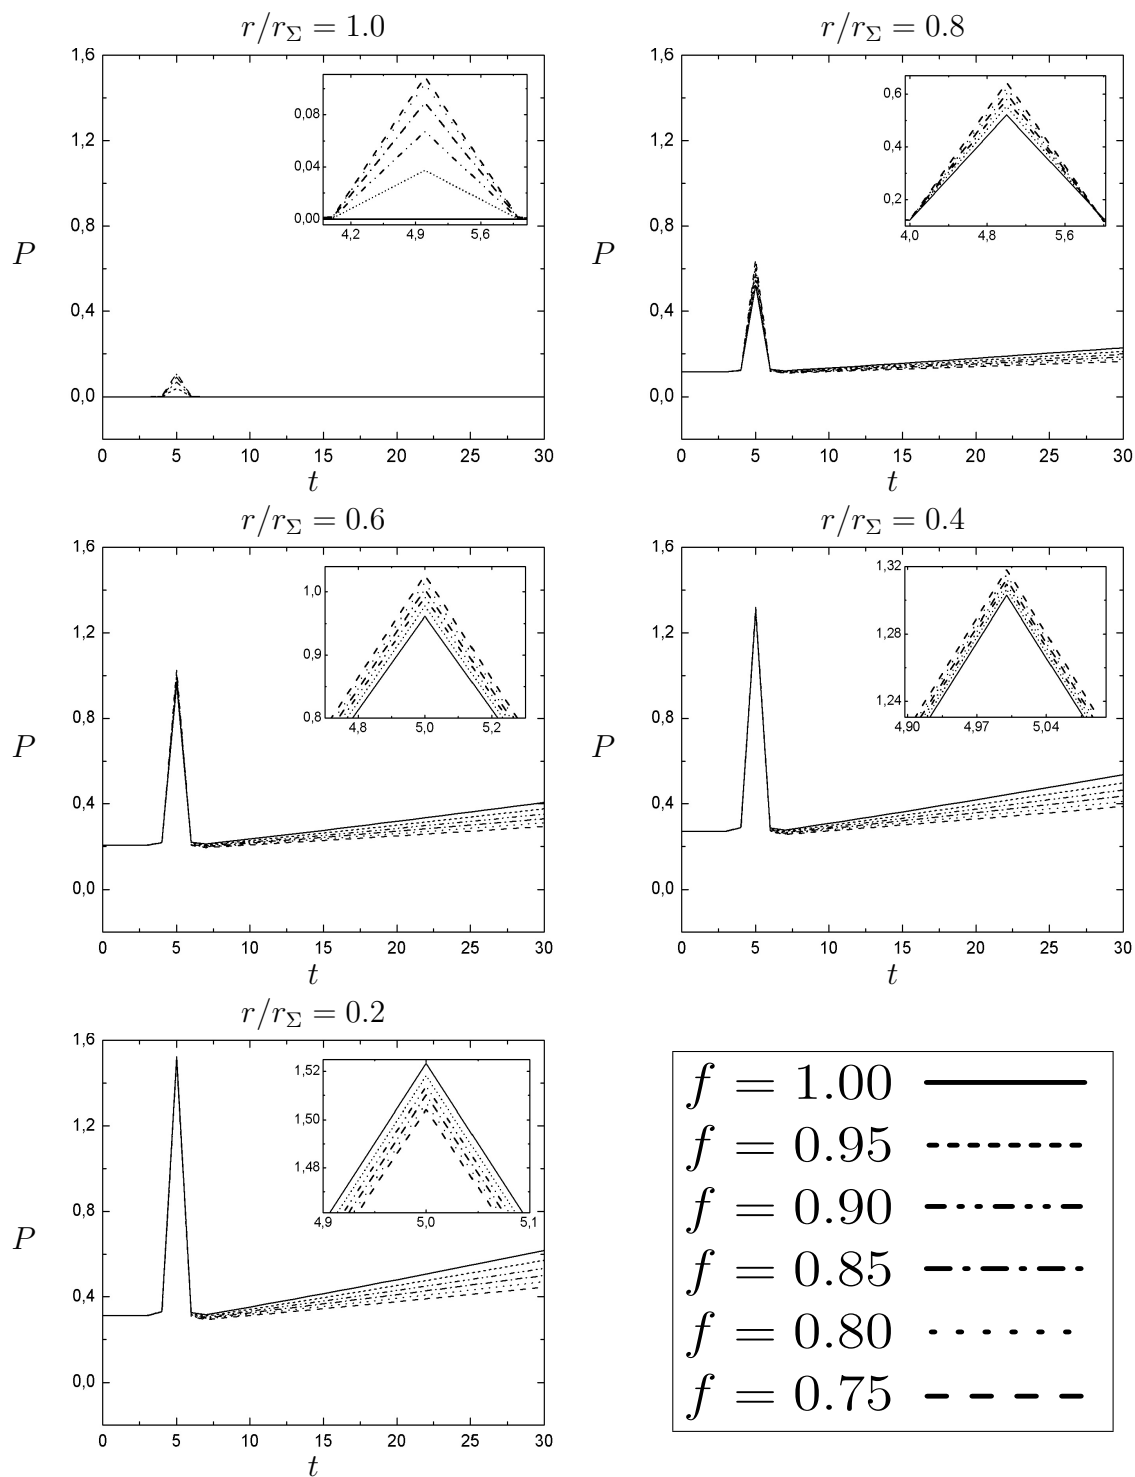 r/r_Σ = 1.0
1,6
1,2
0,8
0,4
0,0
P
0 5 10 15 20 25 30
t
0,08
0,04
0,00
4,2 4,9 5,6
r/r_Σ = 0.8
1,6
1,2
0,8
0,4
0,0
P
0 5 10 15 20 25 30
t
0,6
0,4
0,2
4,0 4,8 5,6
r/r_Σ = 0.6
1,6
1,2
0,8
0,4
0,0
P
0 5 10 15 20 25 30
t
1,0
0,9
0,8
4,8 5,0 5,2
r/r_Σ = 0.4
1,6
1,2
0,8
0,4
0,0
P
0 5 10 15 20 25 30
t
1,32
1,28
1,24
4,90 4,97 5,04
r/r_Σ = 0.2
1,6
1,2
0,8
0,4
0,0
P
0 5 10 15 20 25 30
t
1,52
1,50
1,48
4,9 5,0 5,1
f = 1.00
f = 0.95
f = 0.90
f = 0.85
f = 0.80
f = 0.75